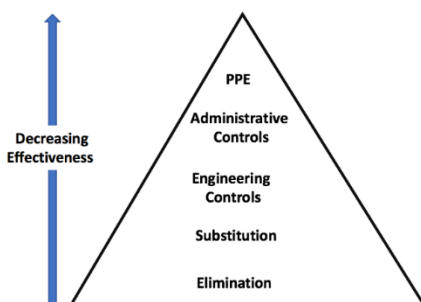 PPE
Administrative
Controls
Decreasing
Effectiveness
Engineering
Controls
Substitution
Elimination